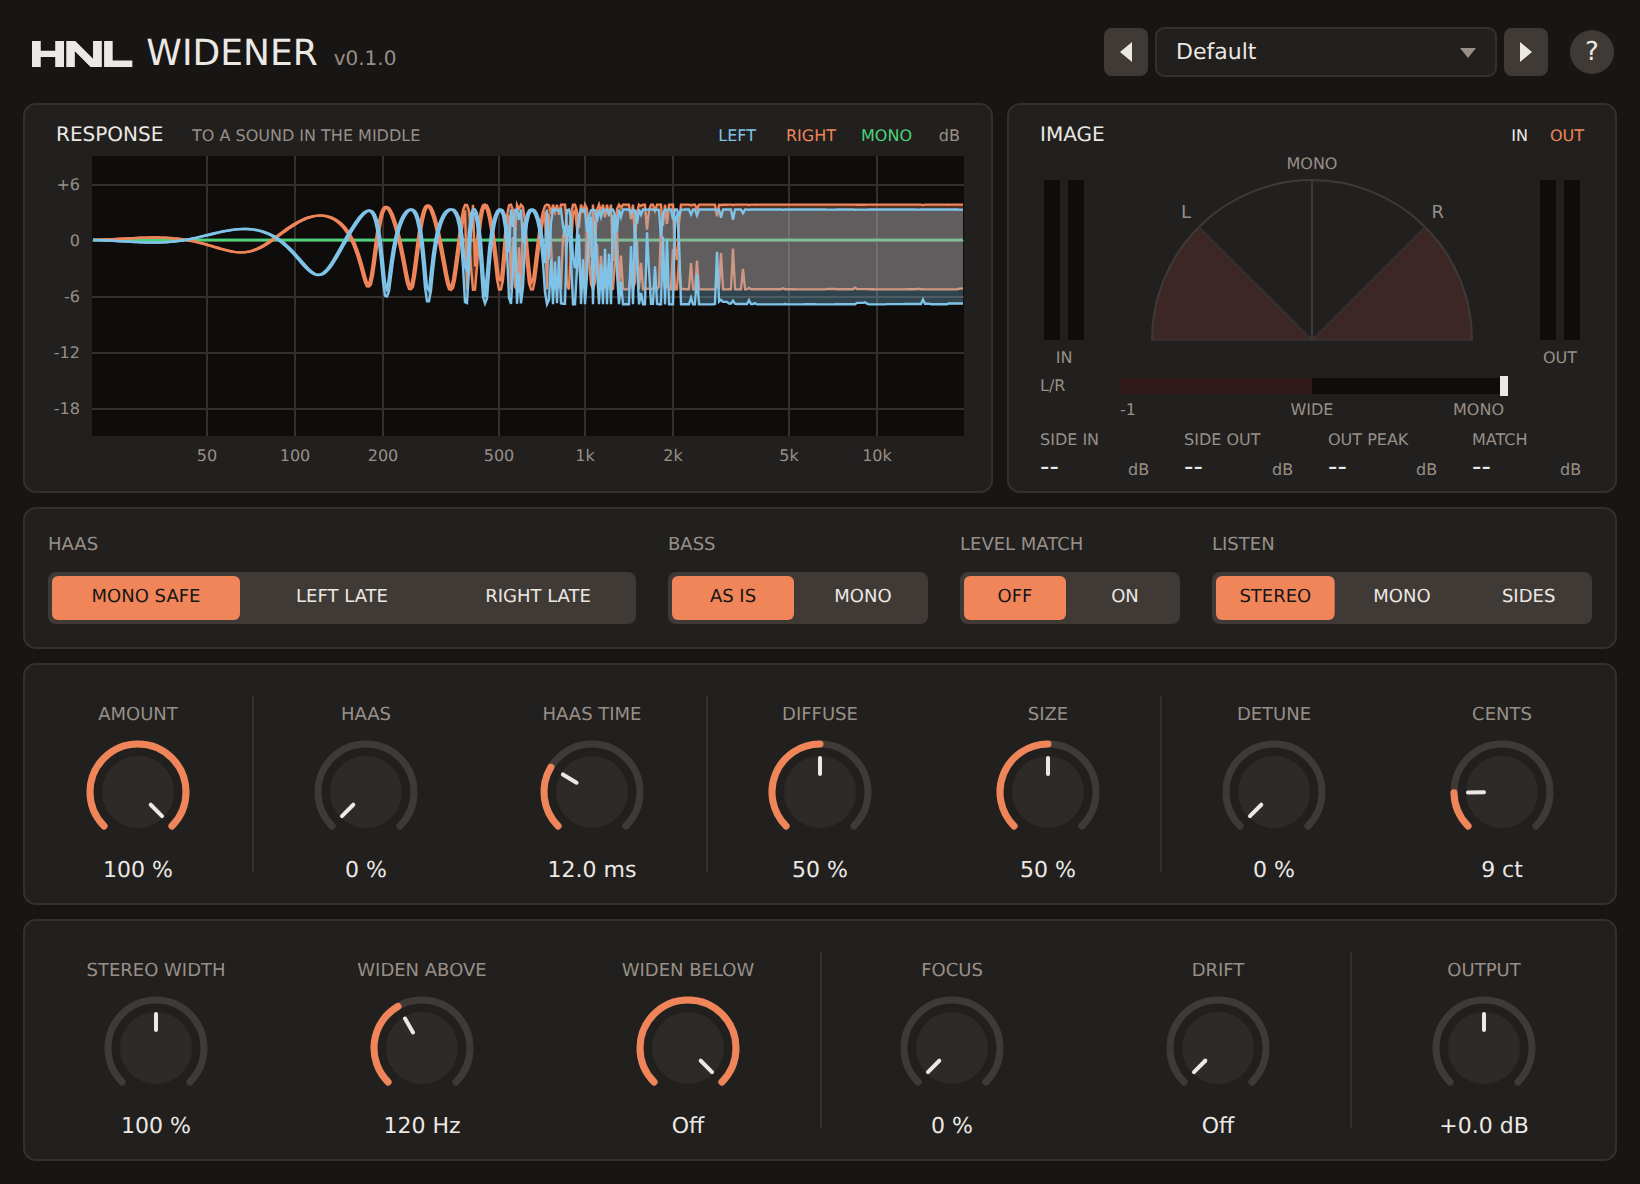 HNL WIDENER v0.1.0
Default
?
RESPONSE TO A SOUND IN THE MIDDLE LEFT RIGHT MONO dB
+6
0
-6
-12
-18
50 100 200 500 1k 2k 5k 10k
IMAGE IN OUT
MONO
L R
IN OUT
L/R
-1 WIDE MONO
SIDE IN SIDE OUT OUT PEAK MATCH
-- dB -- dB -- dB -- dB
HAAS BASS LEVEL MATCH LISTEN
MONO SAFE LEFT LATE RIGHT LATE AS IS MONO OFF ON STEREO MONO SIDES
AMOUNT HAAS HAAS TIME DIFFUSE SIZE DETUNE CENTS
100 % 0 % 12.0 ms 50 % 50 % 0 % 9 ct
STEREO WIDTH WIDEN ABOVE WIDEN BELOW FOCUS DRIFT OUTPUT
100 % 120 Hz Off 0 % Off +0.0 dB